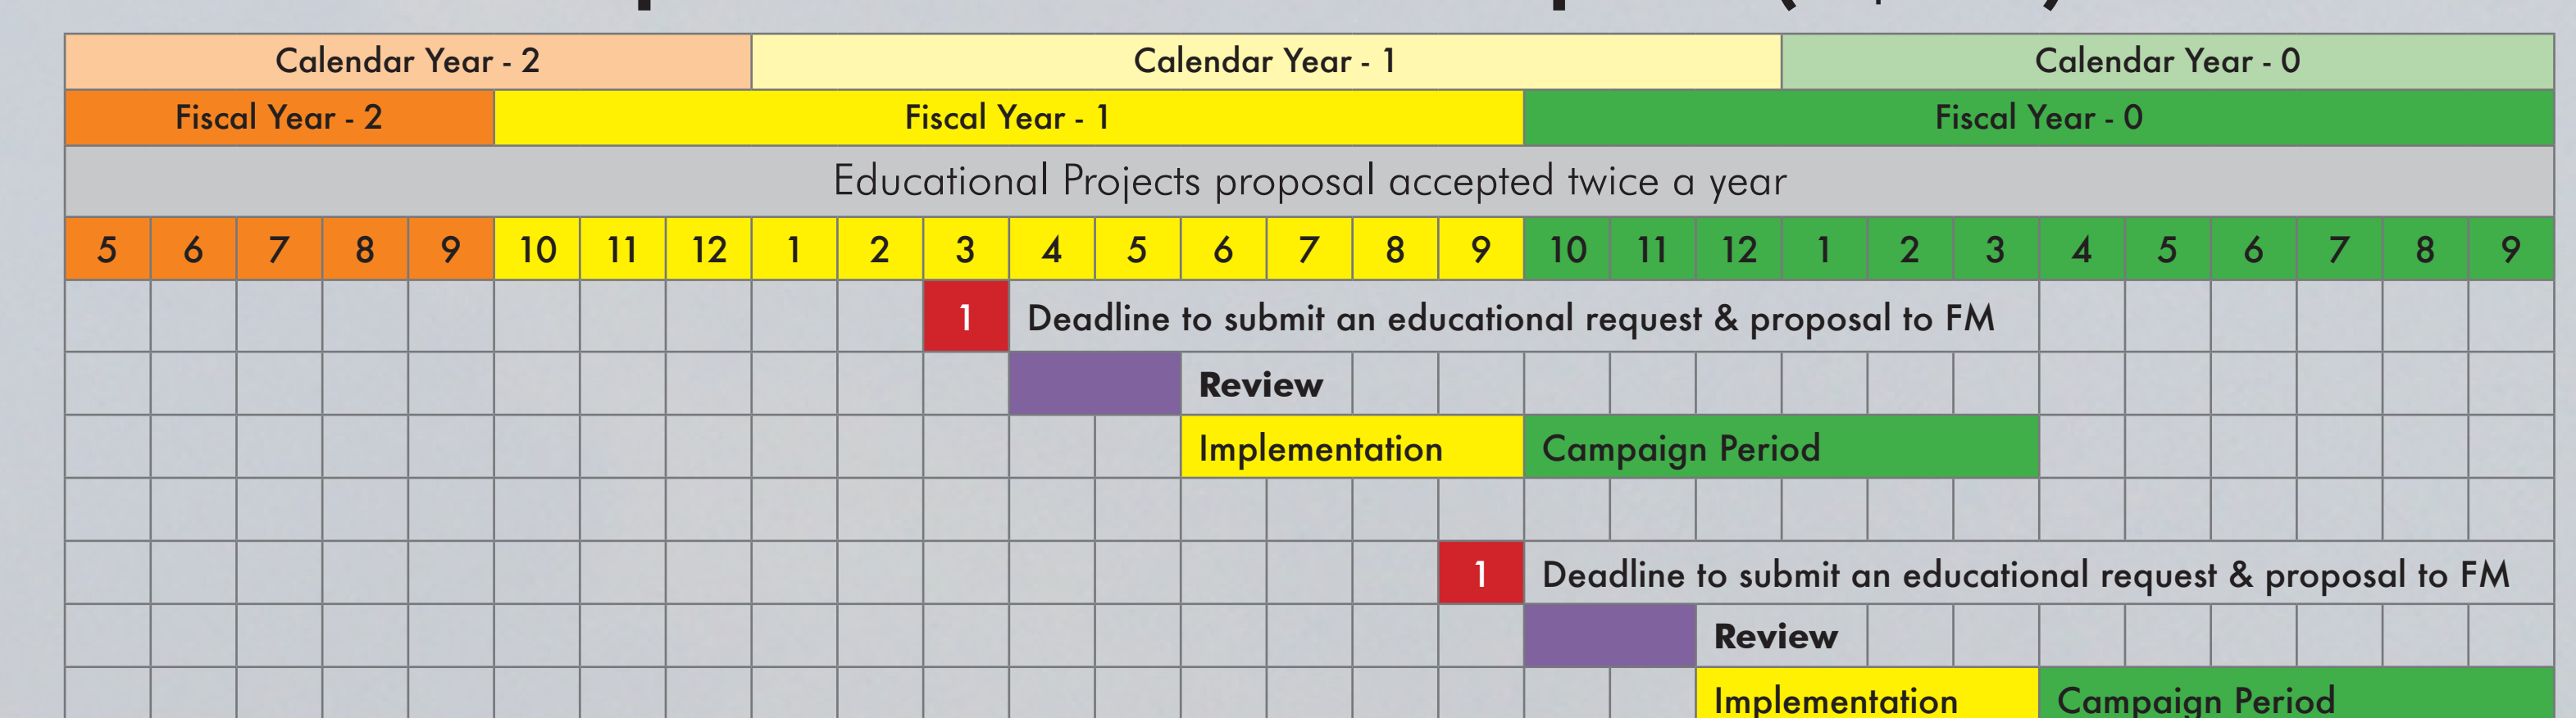 Calendar Year - 2 Calendar Year - 1 Calendar Year - 0
Fiscal Year - 2 Fiscal Year - 1 Fiscal Year - 0
Educational Projects proposal accepted twice a year
5 6 7 8 9 10 11 12 1 2 3 4 5 6 7 8 9 10 11 12 1 2 3 4 5 6 7 8 9
1 Deadline to submit an educational request & proposal to FM
Review
Implementation Campaign Period
1 Deadline to submit an educational request & proposal to FM
Review
Implementation Campaign Period